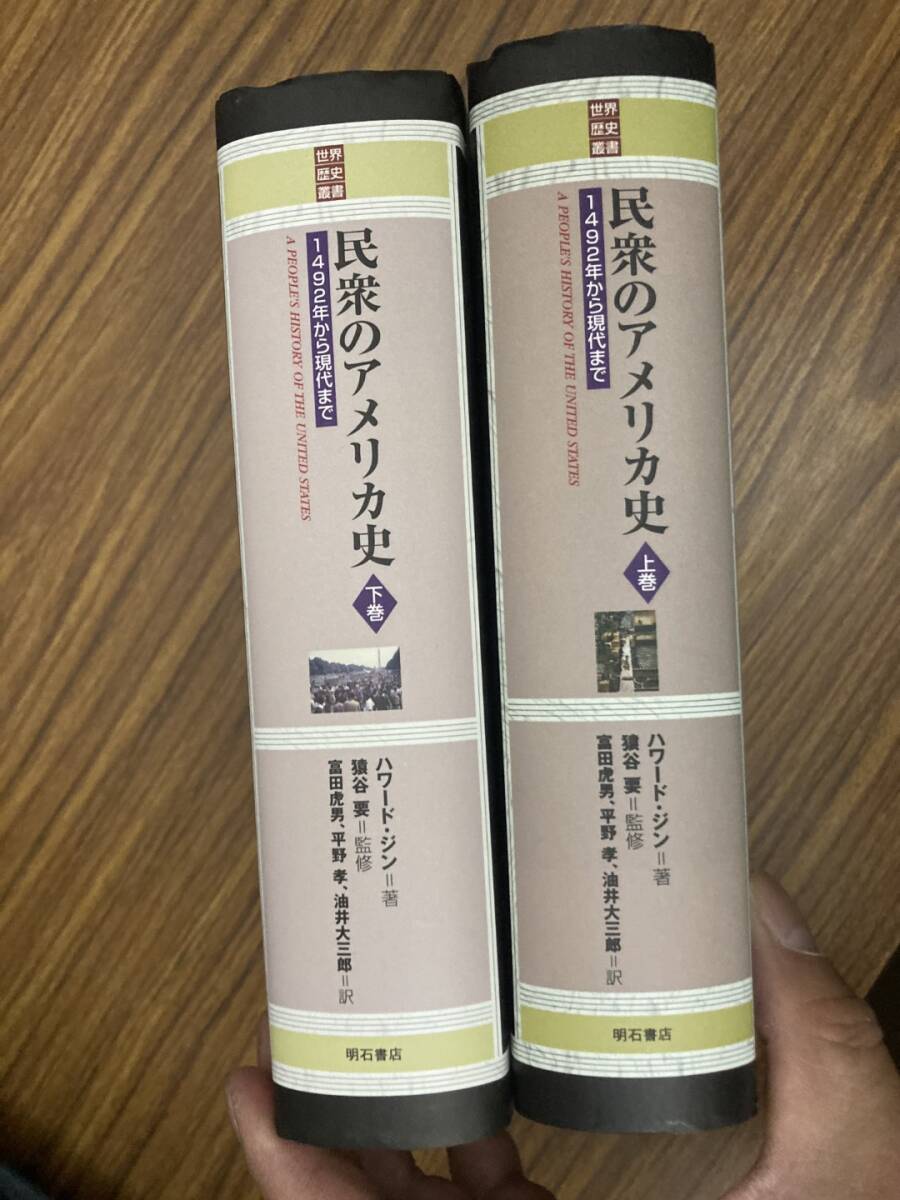 世界
歴史
叢書
民衆のアメリカ史
1492年から現代まで
A PEOPLE'S HISTORY OF THE UNITED STATES
下巻
ハワード・ジン=著
猿谷 要=監修
富田虎男、平野 孝、油井大三郎=訳
明石書店
世界
歴史
叢書
民衆のアメリカ史
1492年から現代まで
A PEOPLE'S HISTORY OF THE UNITED STATES
上巻
ハワード・ジン=著
猿谷 要=監修
富田虎男、平野 孝、油井大三郎=訳
明石書店